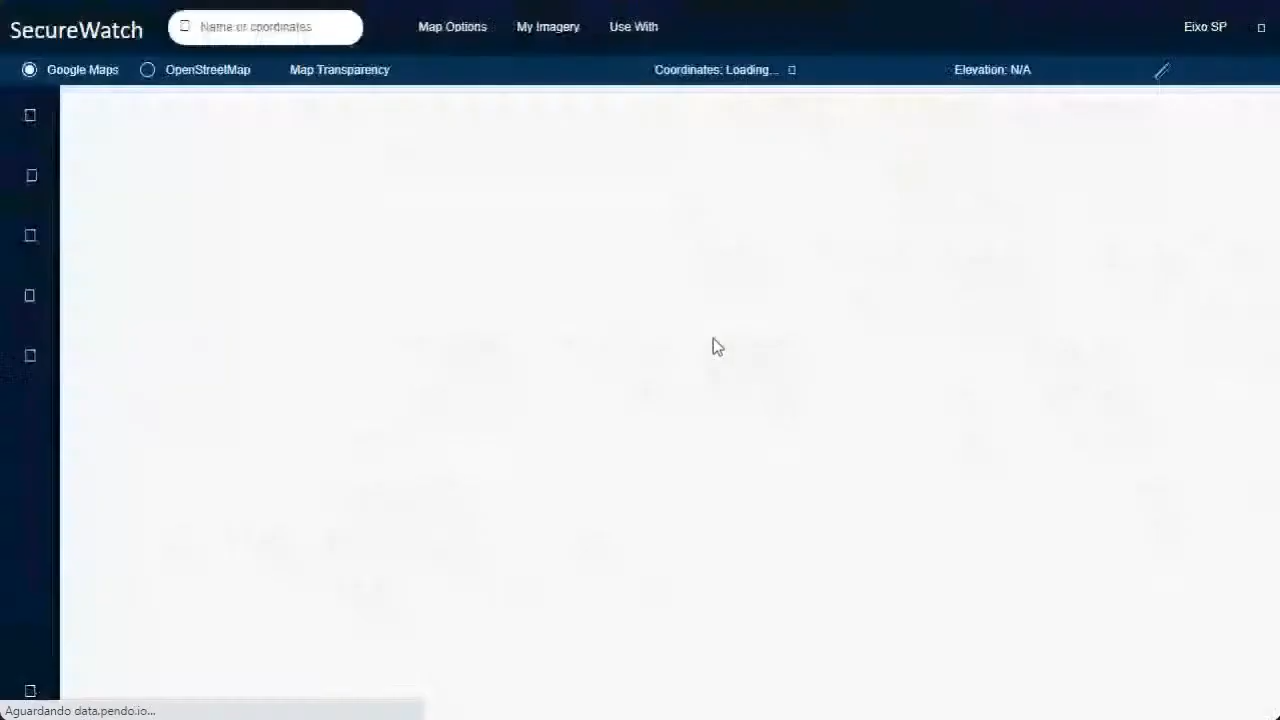 SecureWatch
Name or coordinates
Map Options
My Imagery
Use With
Eixo SP
Google Maps
OpenStreetMap
Map Transparency
Coordinates: Loading...
Elevation: N/A
Aguardando data.pendo.io...